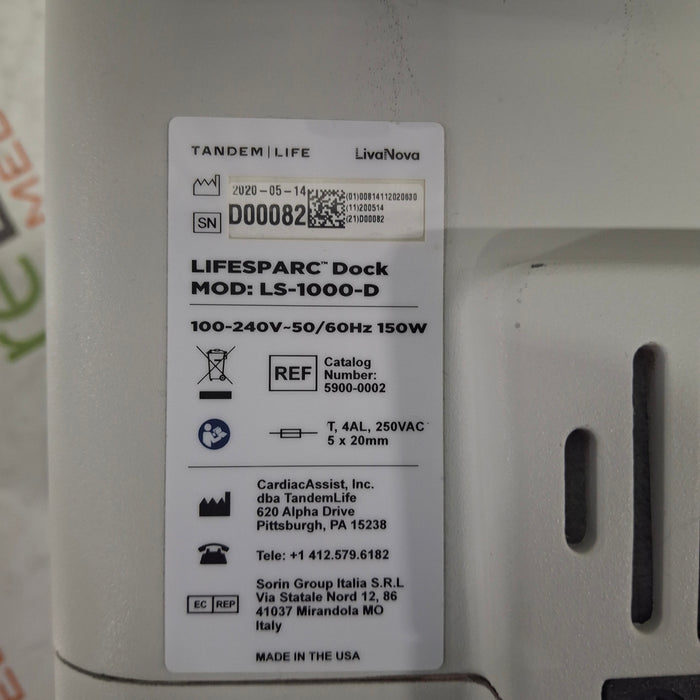 TANDEM|LIFE LivaNova
2020-05-14
SN D00082
(01)00814112020630
(11)200514
(21)D00082
LIFESPARC™ Dock
MOD: LS-1000-D
100-240V~50/60Hz 150W
REF Catalog
Number:
5900-0002
T, 4AL, 250VAC
5 x 20mm
CardiacAssist, Inc.
dba TandemLife
620 Alpha Drive
Pittsburgh, PA 15238
Tele: +1 412.579.6182
EC REP
Sorin Group Italia S.R.L
Via Statale Nord 12, 86
41037 Mirandola MO
Italy
MADE IN THE USA
MED
re